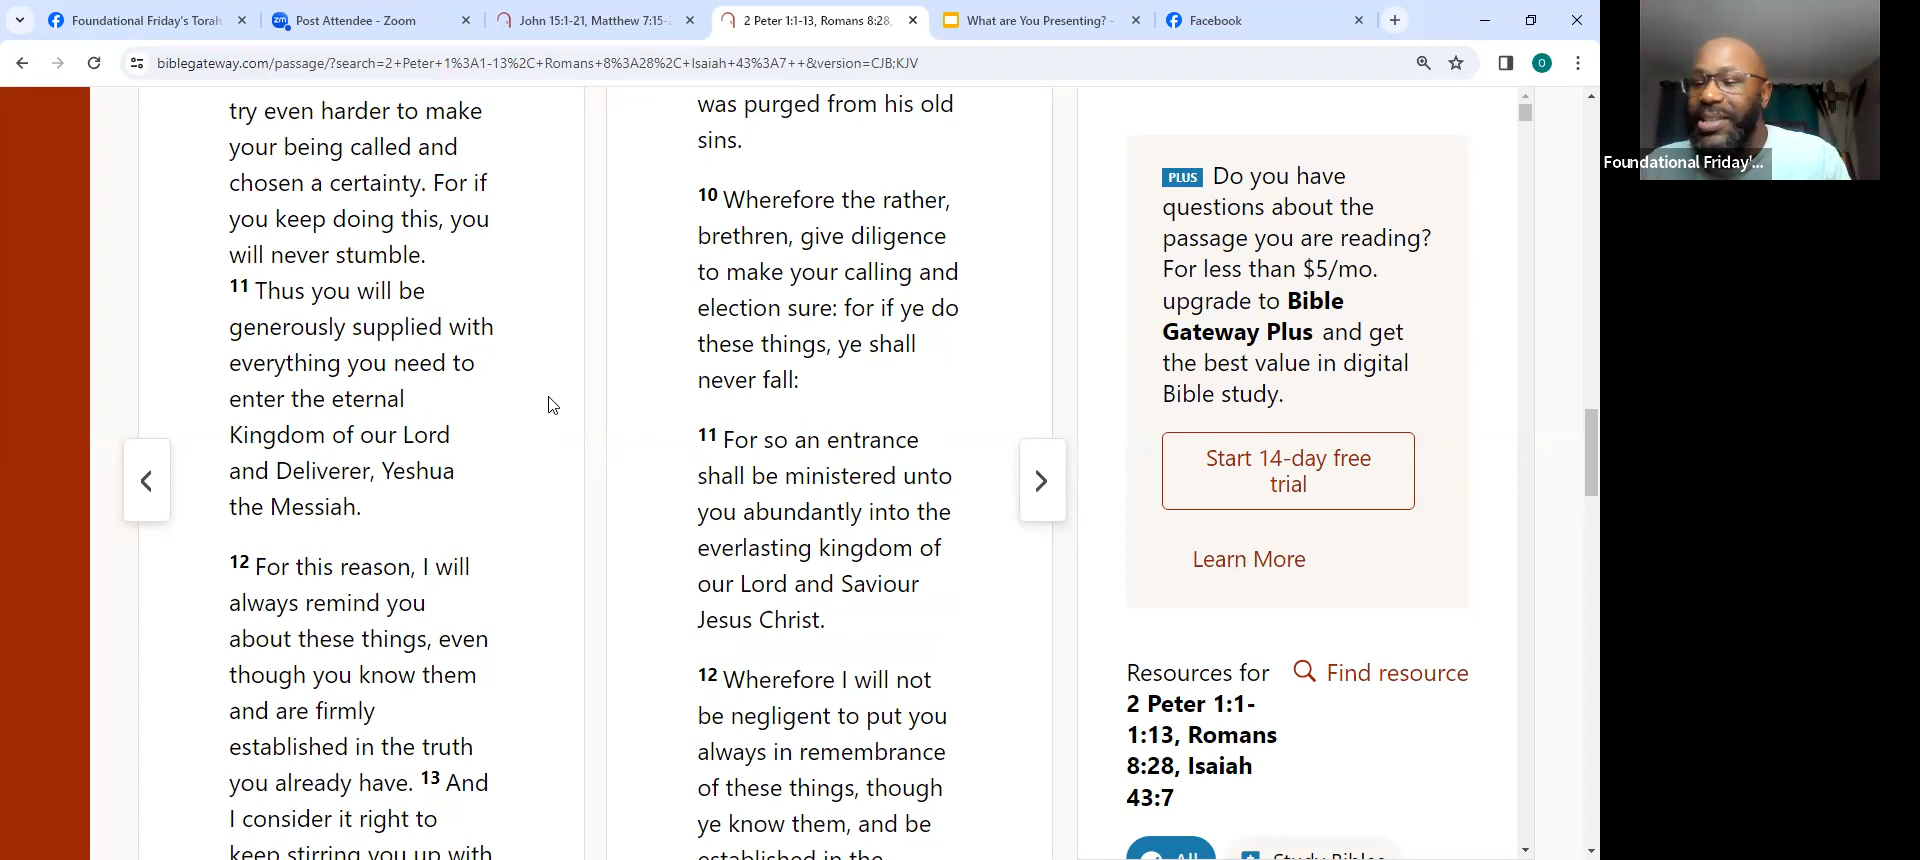 Foundational Friday's Torah
Post Attendee - Zoom
John 15:1-21, Matthew 7:15-2
2 Peter 1:1-13, Romans 8:28,
What are You Presenting? -
Facebook
biblegateway.com/passage/?search=2+Peter+1%3A1-13%2C+Romans+8%3A28%2C+Isaiah+43%3A7++&version=CJB;KJV
O
try even harder to make
your being called and
chosen a certainty. For if
you keep doing this, you
will never stumble.
11 Thus you will be
generously supplied with
everything you need to
enter the eternal
Kingdom of our Lord
and Deliverer, Yeshua
the Messiah.
12 For this reason, I will
always remind you
about these things, even
though you know them
and are firmly
established in the truth
you already have. 13 And
I consider it right to
keep stirring you up with
was purged from his old
sins.
10 Wherefore the rather,
brethren, give diligence
to make your calling and
election sure: for if ye do
these things, ye shall
never fall:
11 For so an entrance
shall be ministered unto
you abundantly into the
everlasting kingdom of
our Lord and Saviour
Jesus Christ.
12 Wherefore I will not
be negligent to put you
always in remembrance
of these things, though
ye know them, and be
established in the
PLUS Do you have
questions about the
passage you are reading?
For less than $5/mo.
upgrade to Bible
Gateway Plus and get
the best value in digital
Bible study.
Start 14-day free
trial
Learn More
Resources for
Find resource
2 Peter 1:1-
1:13, Romans
8:28, Isaiah
43:7
All
Study Bibles
Foundational Friday'...
zm